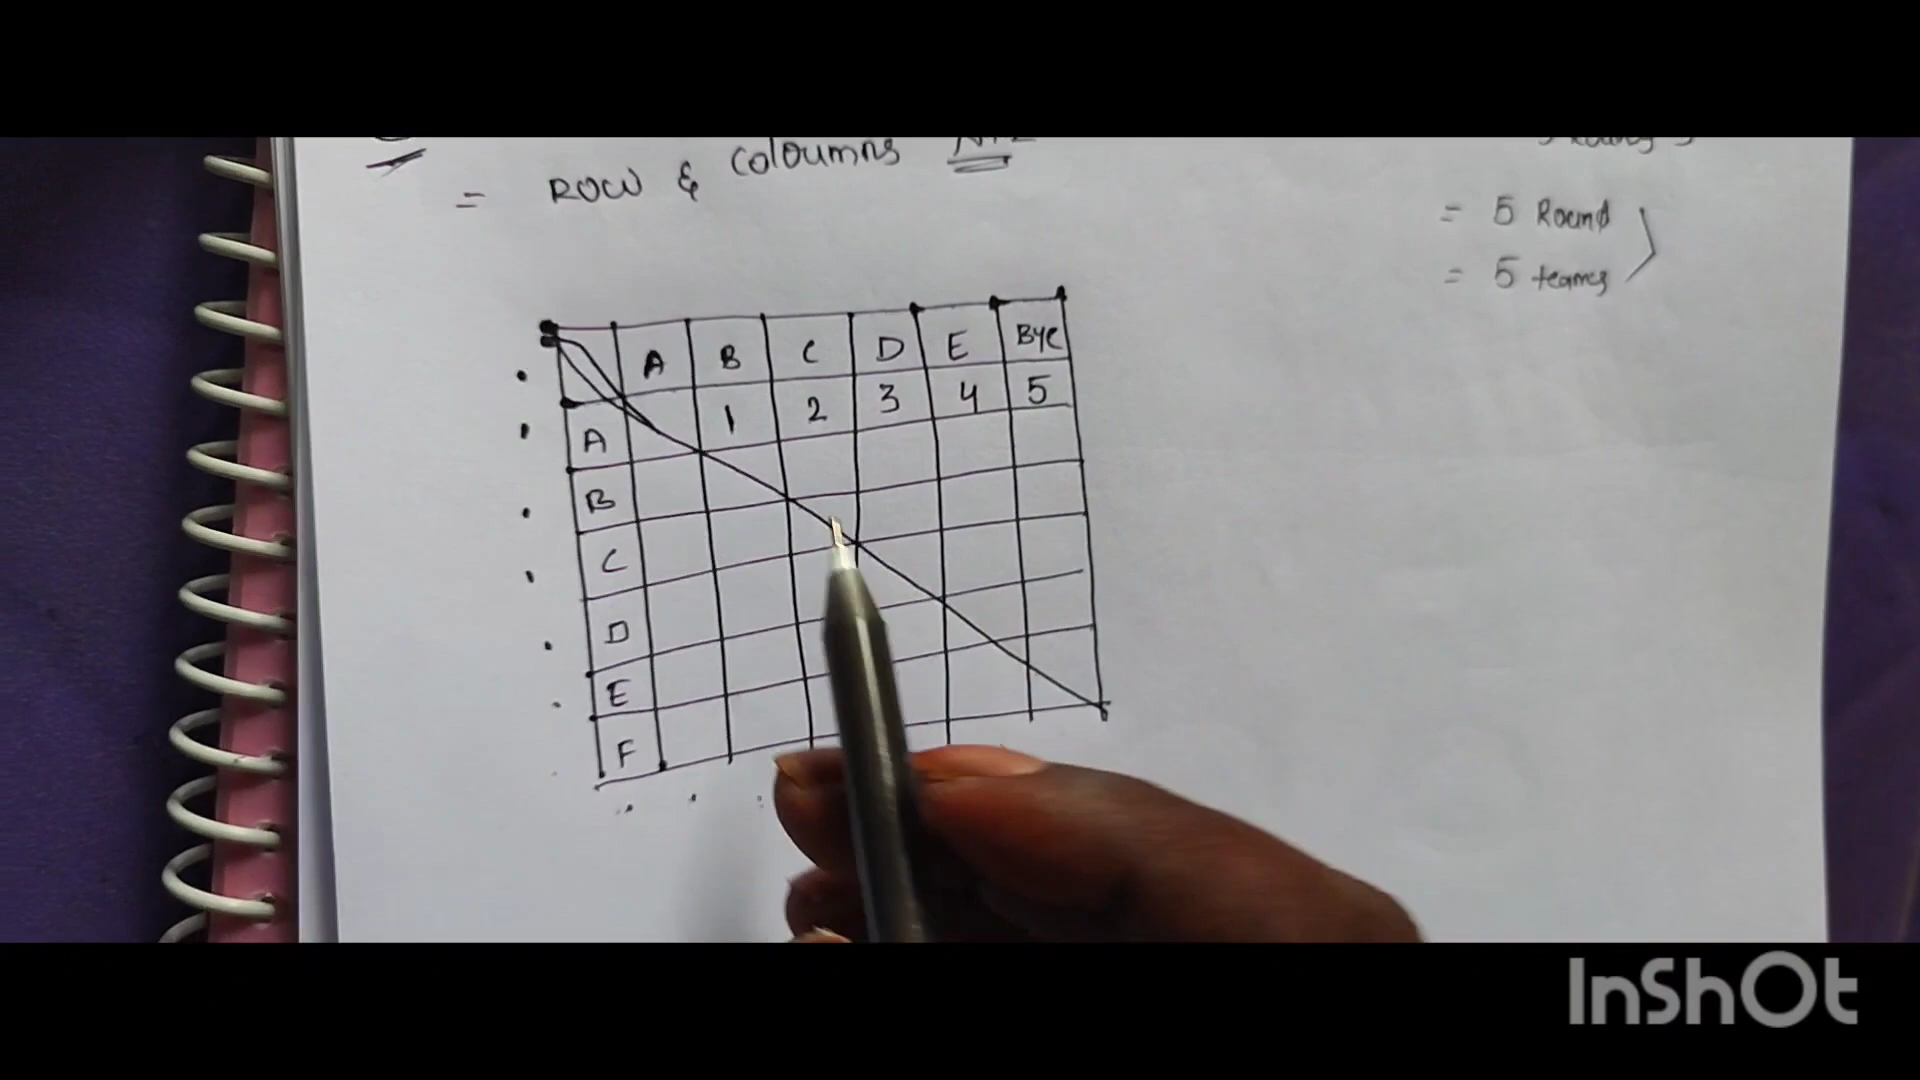 = ROW & COloumns
= 5 Round
= 5 teams
A B C D E BYE
A 1 2 3 4 5
B
C
D
E
F
InShOt